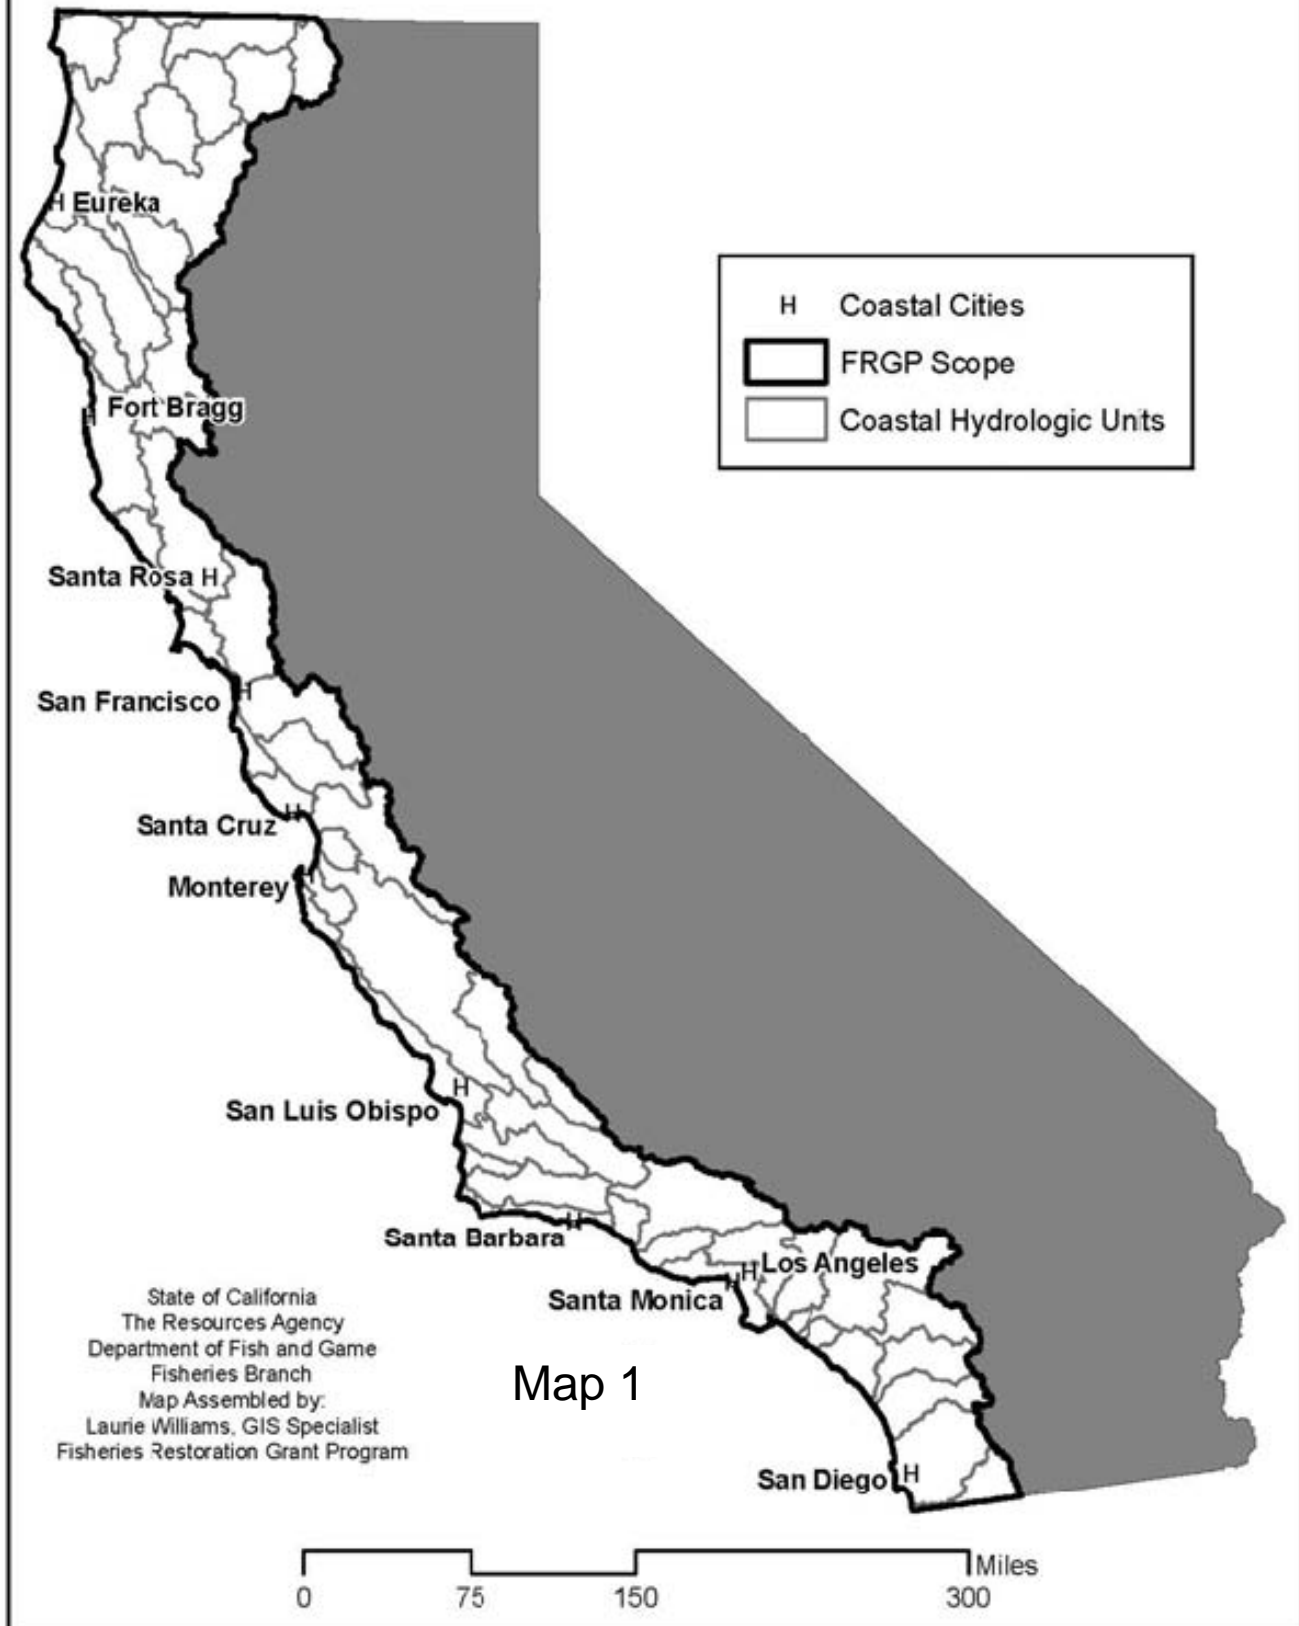 H Eureka
H Coastal Cities
FRGP Scope
H Fort Bragg
Coastal Hydrologic Units
Santa Rosa H
H
San Francisco
H
Santa Cruz
H
Monterey
H
San Luis Obispo
H
Santa Barbara
H Los Angeles
H
Santa Monica
State of California
The Resources Agency
Department of Fish and Game
Fisheries Branch
Map Assembled by:
Laurie Williams, GIS Specialist
Fisheries Restoration Grant Program
Map 1
San Diego H
Miles
0 75 150 300